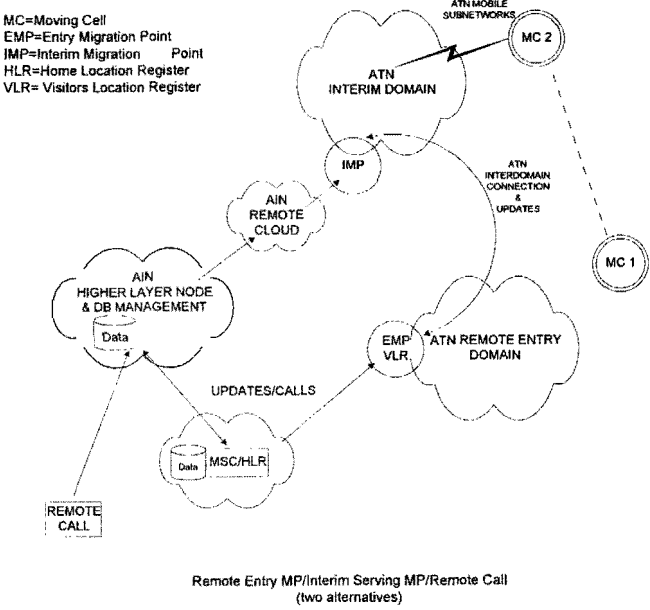 MC=Moving Cell
EMP=Entry Migration Point
IMP=Interim Migration Point
HLR=Home Location Register
VLR= Visitors Location Register
ATN MOBILE
SUBNETWORKS
MC 2
ATN
INTERIM DOMAIN
IMP
ATN
INTERDOMAIN
CONNECTION
&
UPDATES
AIN
REMOTE
CLOUD
MC 1
AIN
HIGHER LAYER NODE
& DB MANAGEMENT
Data
EMP
VLR
ATN REMOTE ENTRY
DOMAIN
UPDATES/CALLS
Data
MSC/HLR
REMOTE
CALL
Remote Entry MP/Interim Serving MP/Remote Call
(two alternatives)